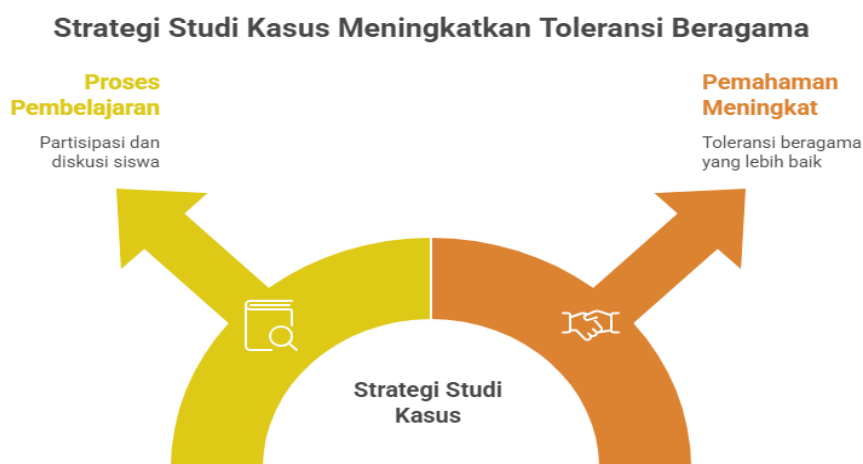 Strategi Studi Kasus Meningkatkan Toleransi Beragama
Proses
Pembelajaran
Partisipasi dan
diskusi siswa
Pemahaman
Meningkat
Toleransi beragama
yang lebih baik
Strategi Studi
Kasus